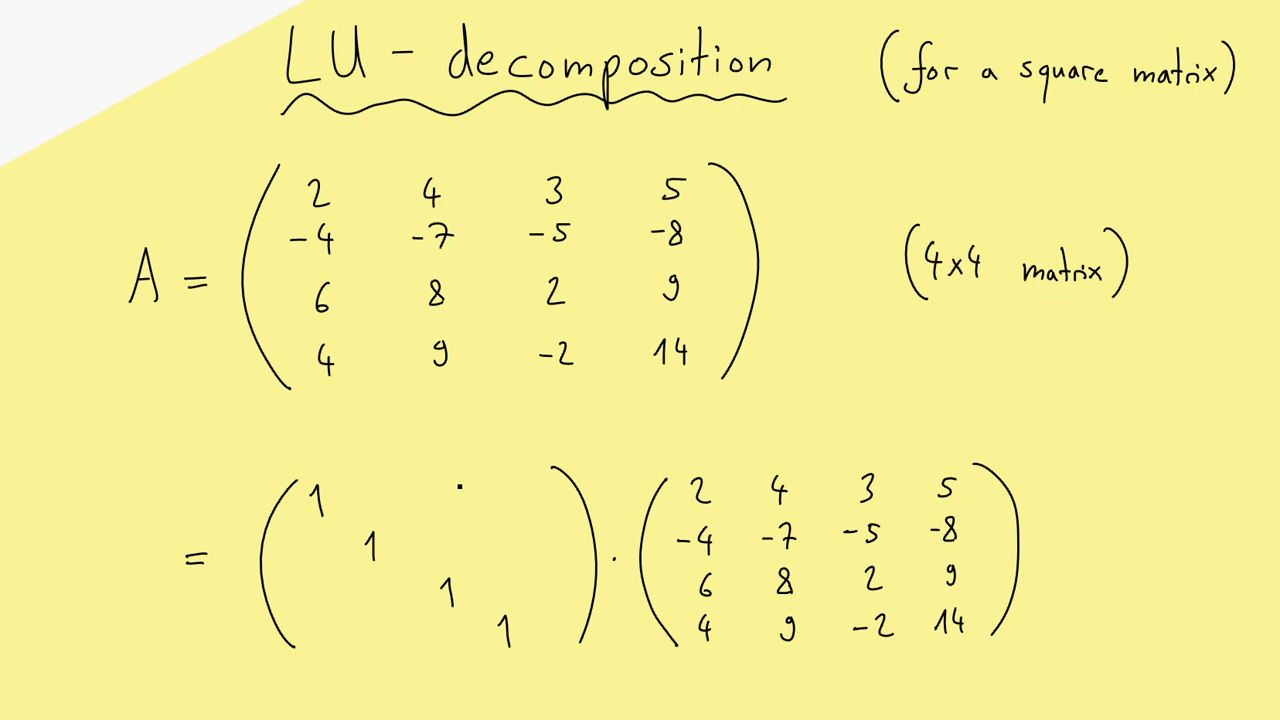 LU - decomposition (for a square matrix)
2 4 3 5
-4 -7 -5 -8 (4x4 matrix)
A =
6 8 2 9
4 9 -2 14
1 2 4 3 5
1 -4 -7 -5 -8
= ·
1 6 8 2 9
1 4 9 -2 14